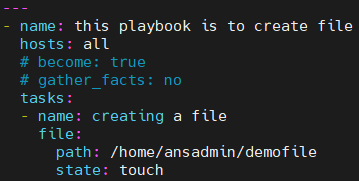 ---
- name: this playbook is to create file
  hosts: all
  # become: true
  # gather_facts: no
  tasks:
  - name: creating a file
    file:
      path: /home/ansadmin/demofile
      state: touch